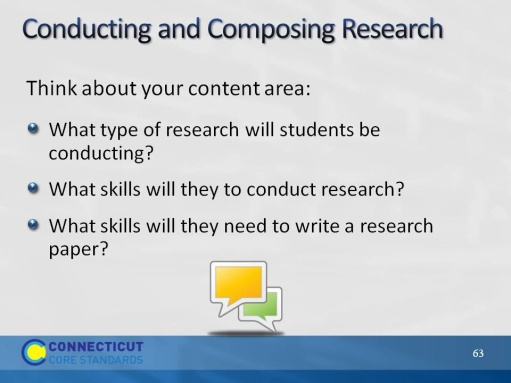 Conducting and Composing Research
Think about your content area:
What type of research will students be
conducting?
What skills will they to conduct research?
What skills will they need to write a research
paper?
CONNECTICUT
CORE STANDARDS
63